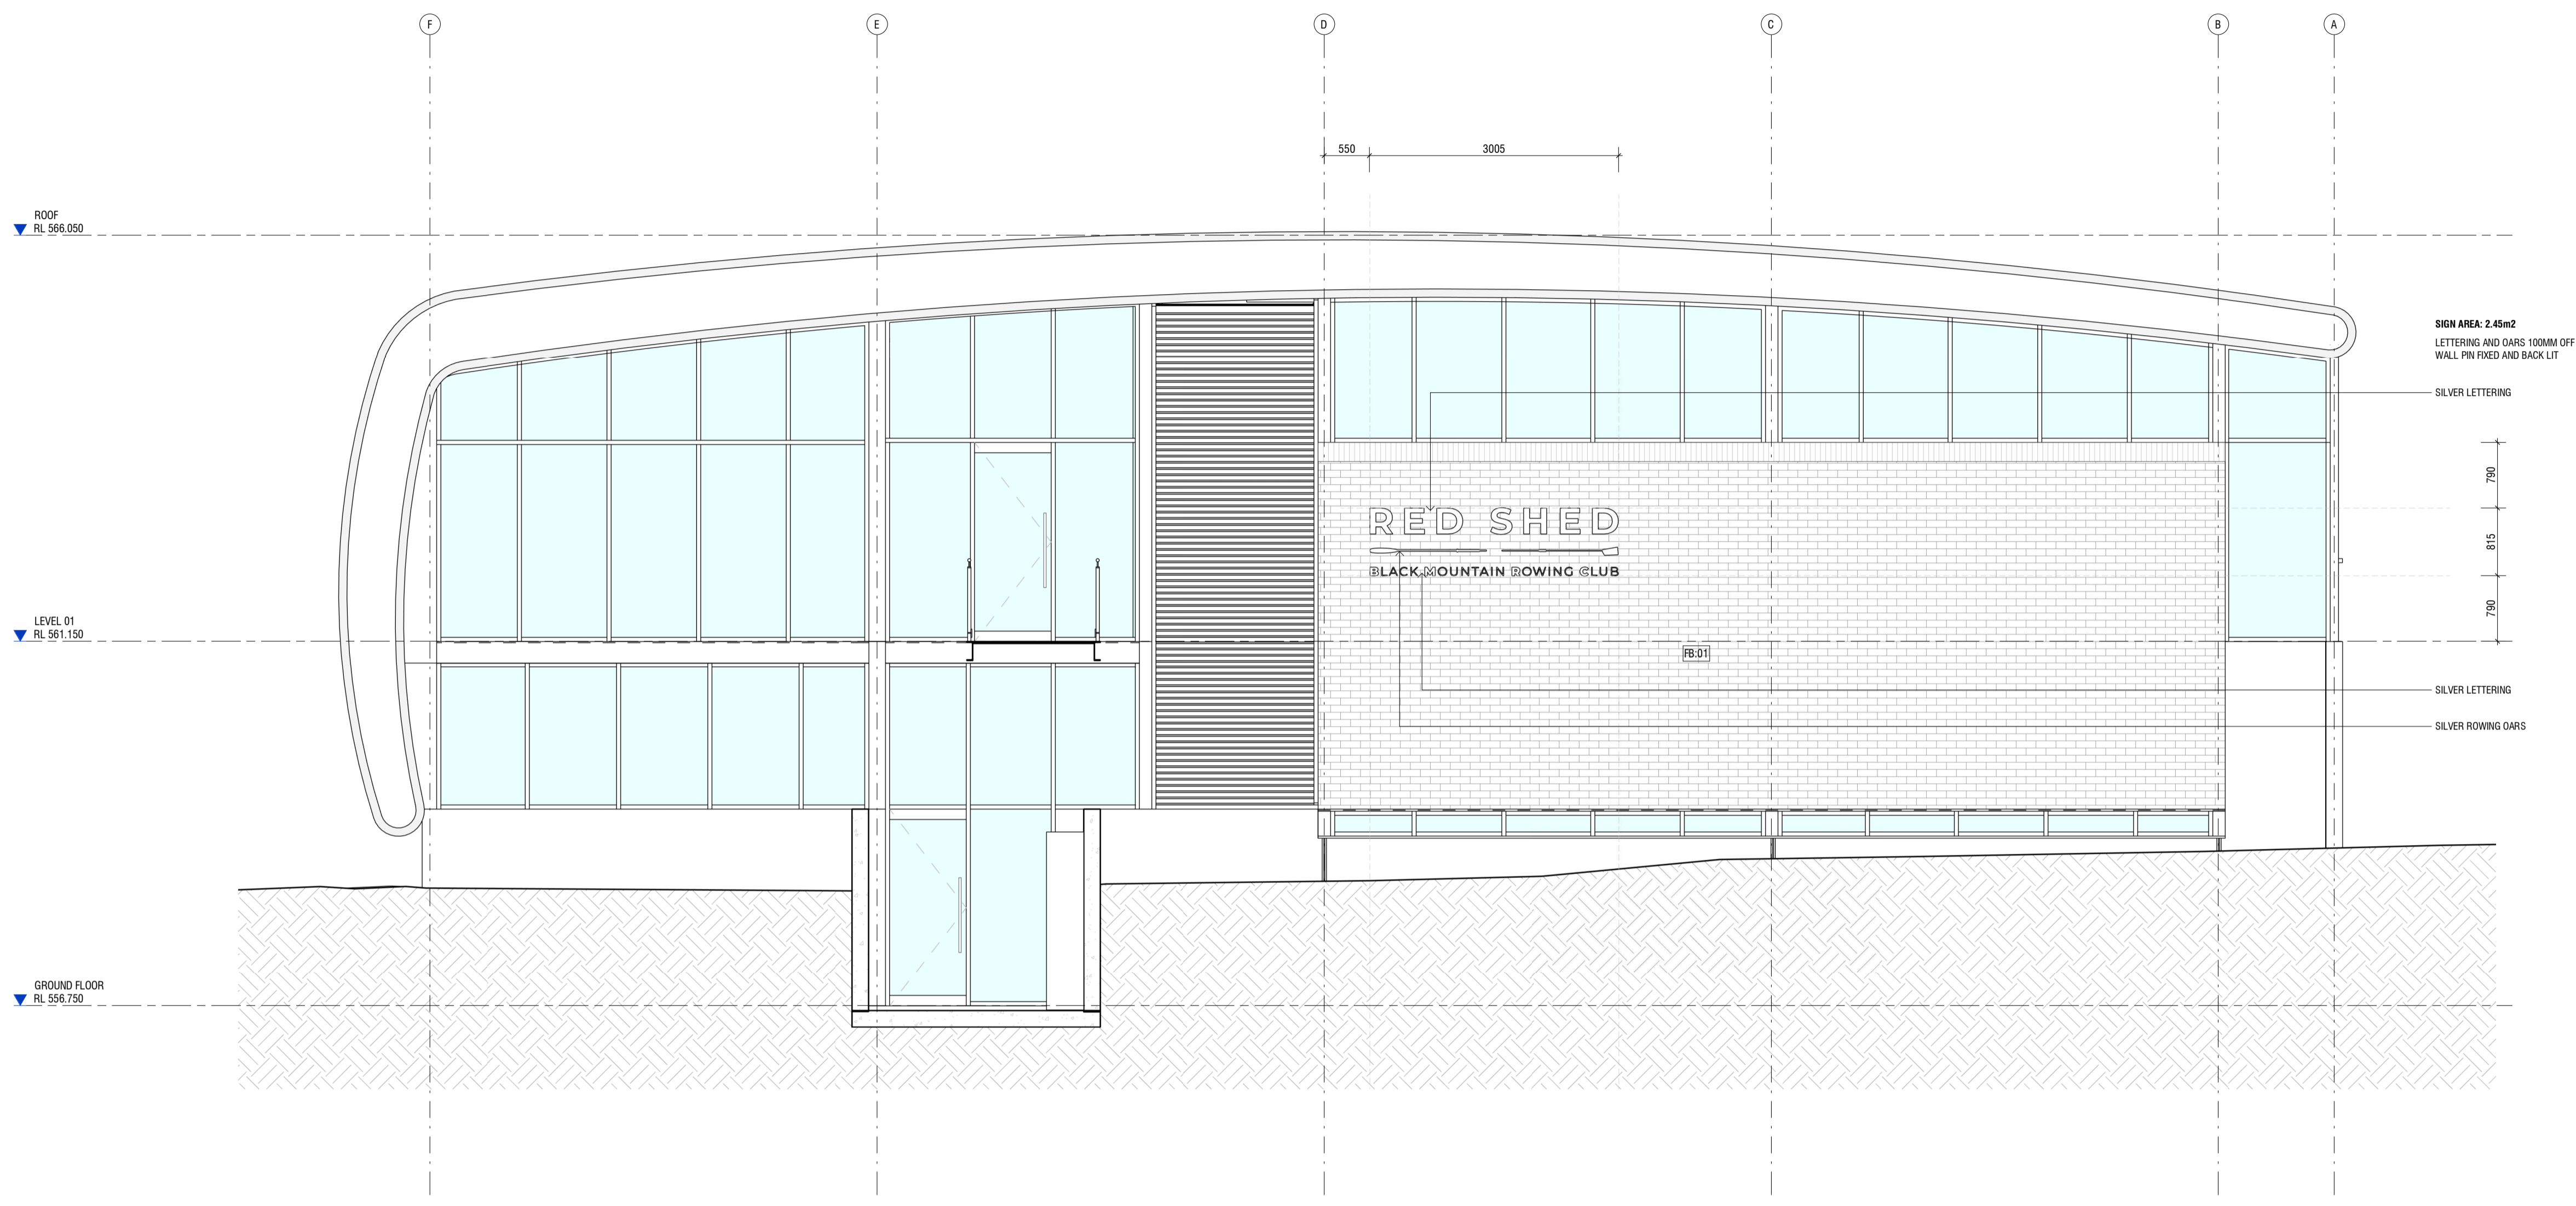 F
E
D
C
B
A
550
3005
ROOF
RL 566.050
SIGN AREA: 2.45m2
LETTERING AND OARS 100MM OFF
WALL PIN FIXED AND BACK LIT
SILVER LETTERING
790
RED SHED
815
BLACK MOUNTAIN ROWING CLUB
790
LEVEL 01
RL 561.150
FB:01
SILVER LETTERING
SILVER ROWING OARS
GROUND FLOOR
RL 556.750